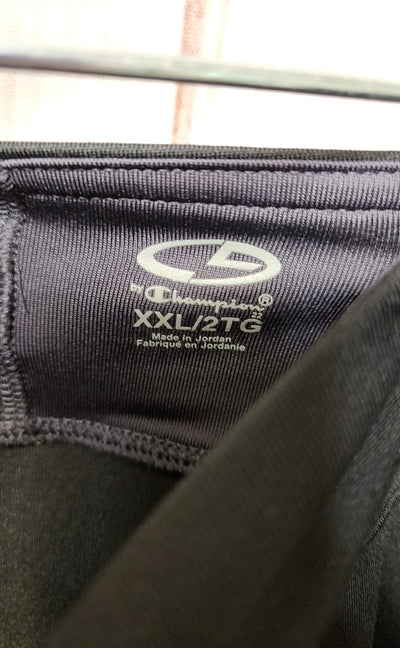 by Champion®
XXL/2TG
Made in Jordan
Fabriqué en Jordanie